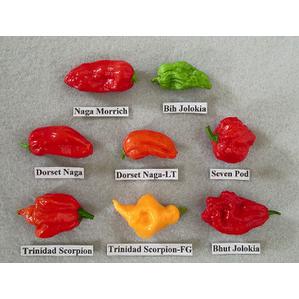 Naga Morrich
Bih Jolokia
Dorset Naga
Dorset Naga-LT
Seven Pod
Trinidad Scorpion
Trinidad Scorpion-FG
Bhut Jolokia